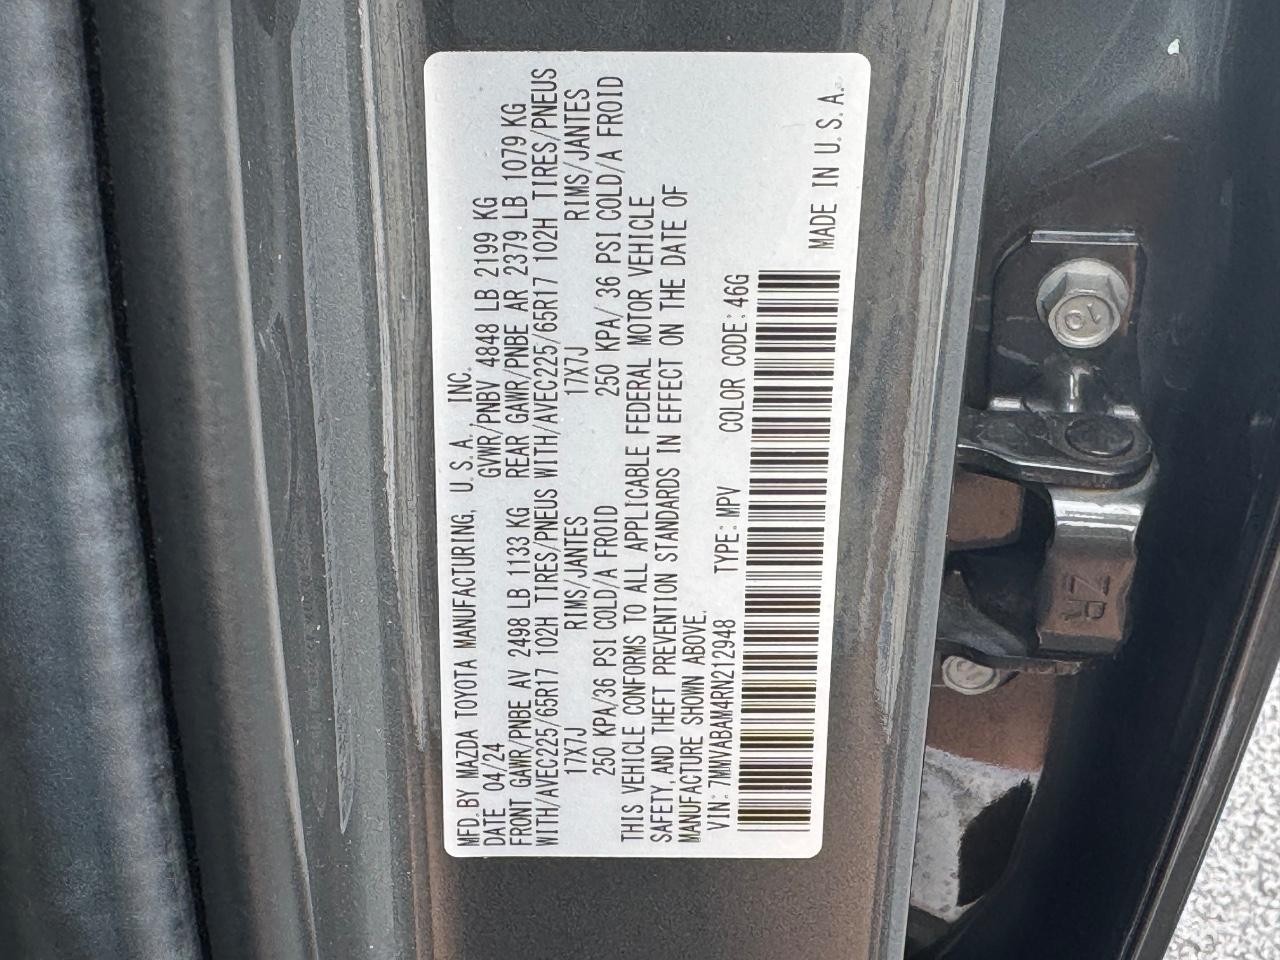 MFD.BY MAZDA TOYOTA MANUFACTURING, U.S.A. INC.
DATE 04/24 GVWR/PNBV 4848 LB 2199 KG
FRONT GAWR/PNBE AV 2498 LB 1133 KG REAR GAWR/PNBE AR 2379 LB 1079 KG
WITH/AVEC225/65R17 102H TIRES/PNEUS WITH/AVEC225/65R17 102H TIRES/PNEUS
17X7J RIMS/JANTES 17X7J RIMS/JANTES
250 KPA/36 PSI COLD/A FROID 250 KPA/ 36 PSI COLD/A FROID
THIS VEHICLE CONFORMS TO ALL APPLICABLE FEDERAL MOTOR VEHICLE
SAFETY, AND THEFT PREVENTION STANDARDS IN EFFECT ON THE DATE OF
MANUFACTURE SHOWN ABOVE.
VIN: 7MMVABAM4RN212948 TYPE: MPV COLOR CODE: 46G
MADE IN U.S.A.
ZR